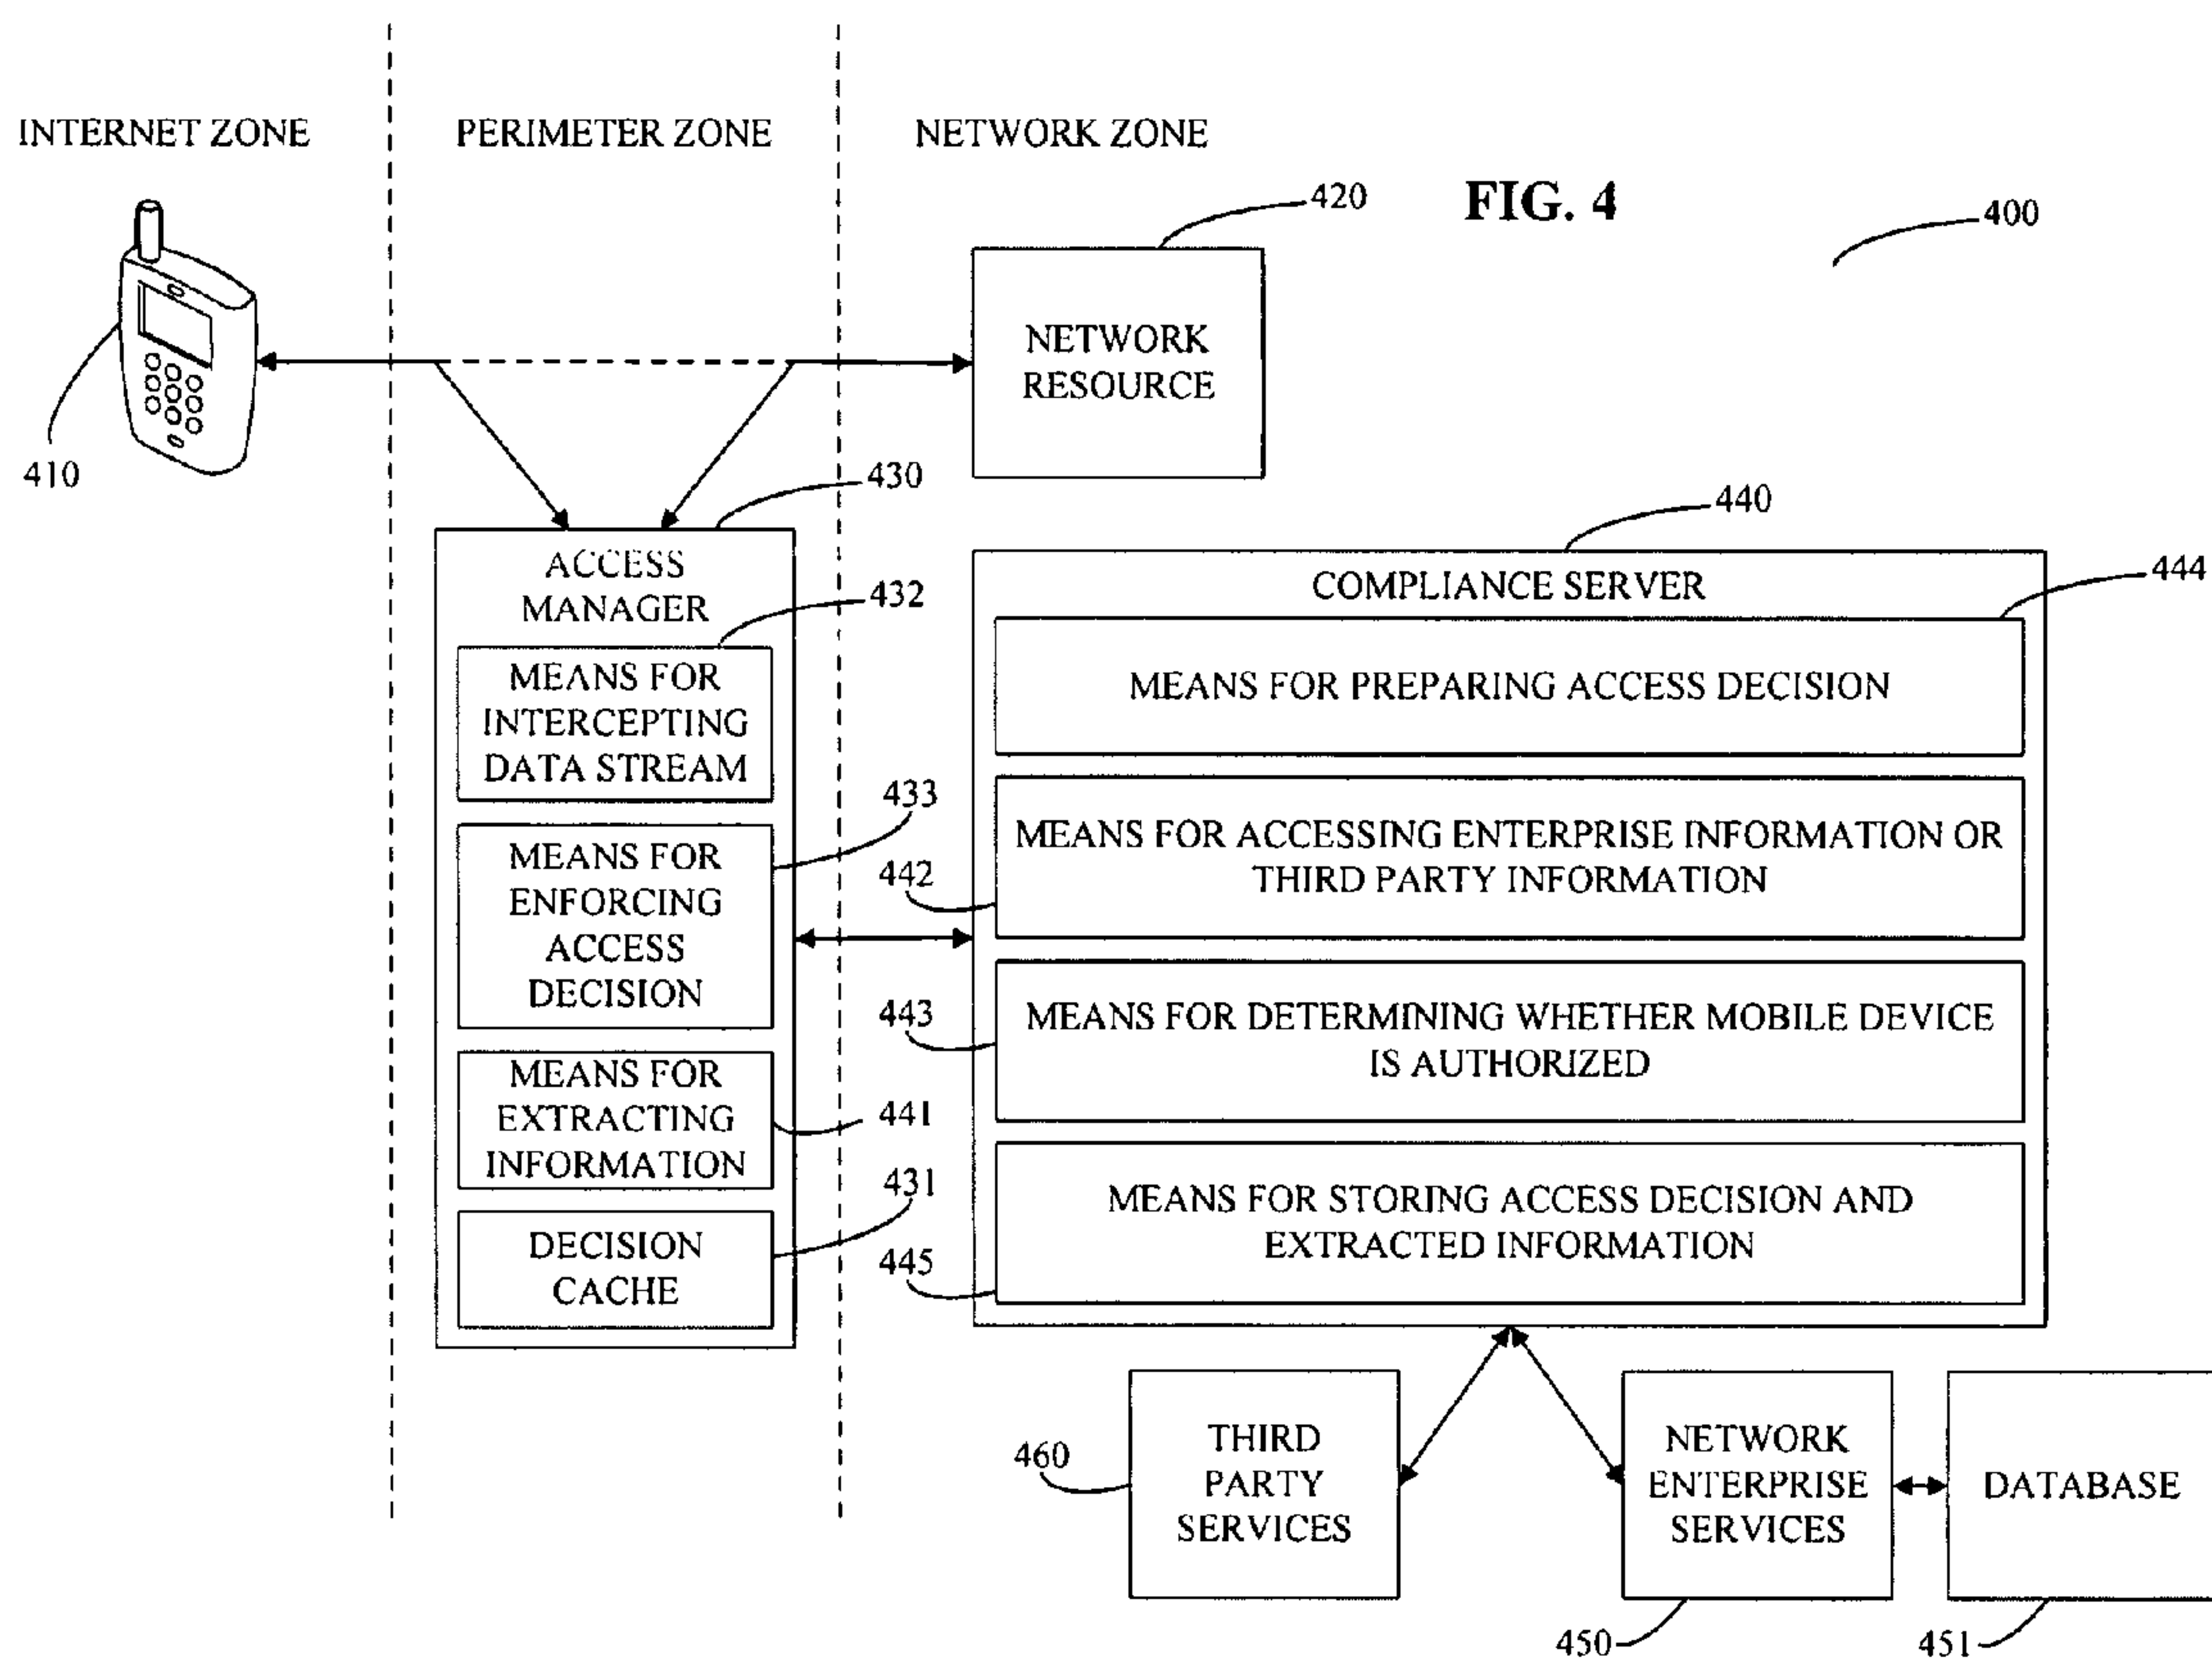 INTERNET ZONE
PERIMETER ZONE
NETWORK ZONE
FIG. 4
400
420
NETWORK
RESOURCE
410
430
ACCESS
MANAGER
432
MEANS FOR
INTERCEPTING
DATA STREAM
433
MEANS FOR
ENFORCING
ACCESS
DECISION
MEANS FOR
EXTRACTING
INFORMATION
441
431
DECISION
CACHE
440
COMPLIANCE SERVER
444
MEANS FOR PREPARING ACCESS DECISION
MEANS FOR ACCESSING ENTERPRISE INFORMATION OR
THIRD PARTY INFORMATION
442
443
MEANS FOR DETERMINING WHETHER MOBILE DEVICE
IS AUTHORIZED
MEANS FOR STORING ACCESS DECISION AND
EXTRACTED INFORMATION
445
460
THIRD
PARTY
SERVICES
NETWORK
ENTERPRISE
SERVICES
DATABASE
450
451